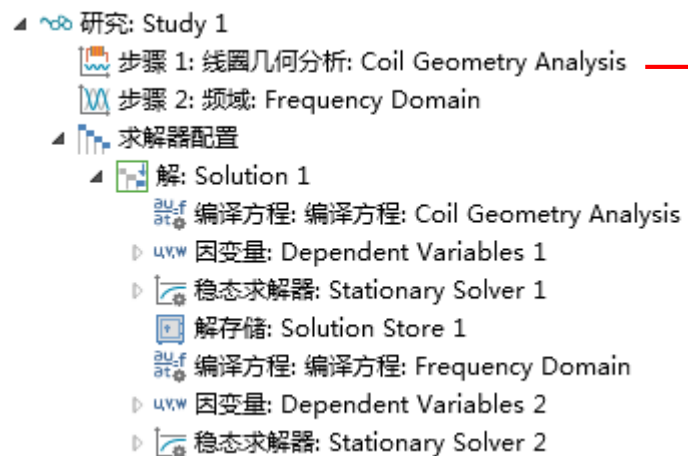 研究: Study 1
步骤 1: 线圈几何分析: Coil Geometry Analysis
步骤 2: 频域: Frequency Domain
求解器配置
解: Solution 1
编译方程: 编译方程: Coil Geometry Analysis
因变量: Dependent Variables 1
稳态求解器: Stationary Solver 1
解存储: Solution Store 1
编译方程: 编译方程: Frequency Domain
因变量: Dependent Variables 2
稳态求解器: Stationary Solver 2